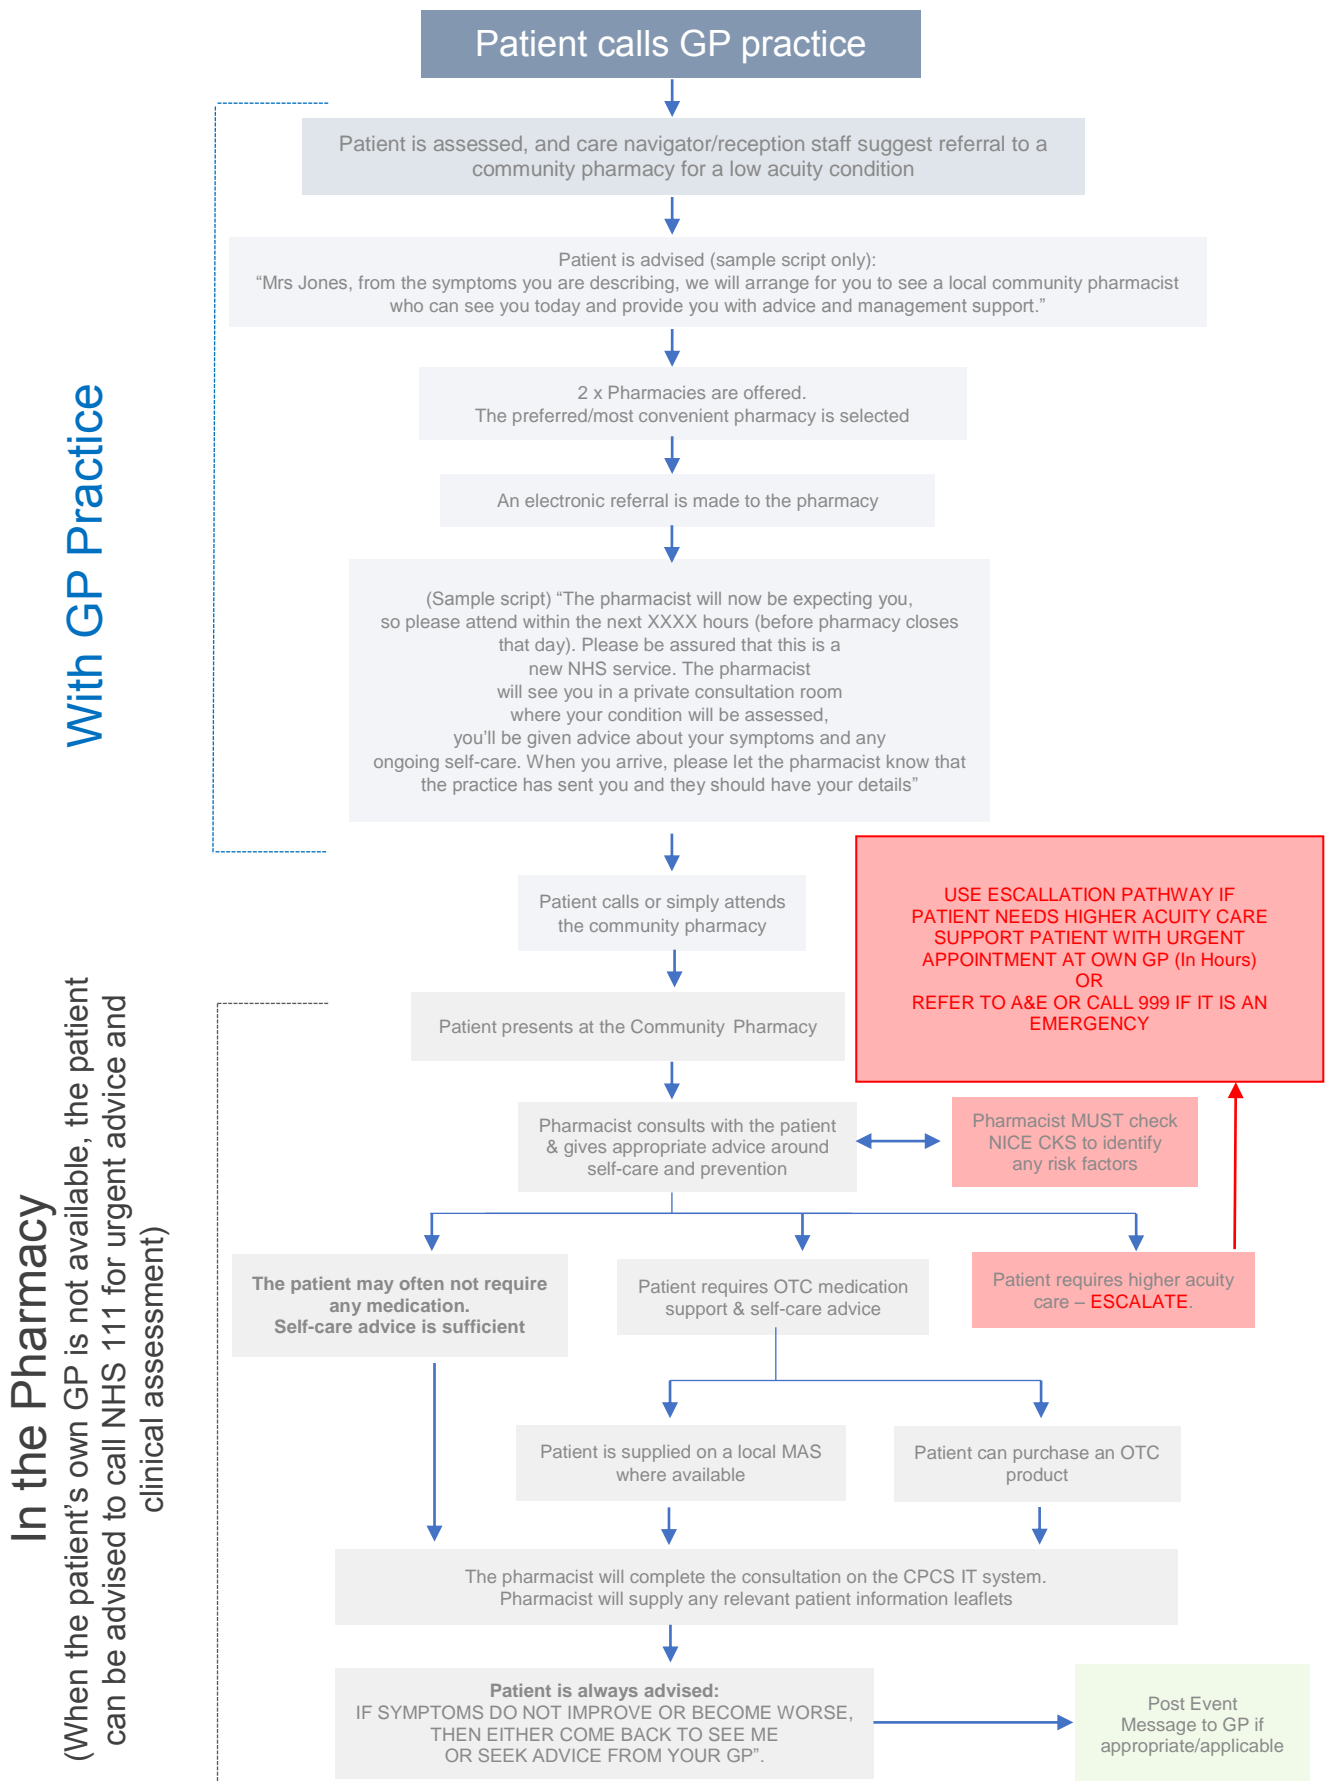 Patient calls GP practice
Patient is assessed, and care navigator/reception staff suggest referral to a
community pharmacy for a low acuity condition
Patient is advised (sample script only):
“Mrs Jones, from the symptoms you are describing, we will arrange for you to see a local community pharmacist
who can see you today and provide you with advice and management support.”
2 x Pharmacies are offered.
The preferred/most convenient pharmacy is selected
An electronic referral is made to the pharmacy
(Sample script) “The pharmacist will now be expecting you,
so please attend within the next XXXX hours (before pharmacy closes
that day). Please be assured that this is a
new NHS service. The pharmacist
will see you in a private consultation room
where your condition will be assessed,
you’ll be given advice about your symptoms and any
ongoing self-care. When you arrive, please let the pharmacist know that
the practice has sent you and they should have your details”
With GP Practice
Patient calls or simply attends
the community pharmacy
USE ESCALLATION PATHWAY IF
PATIENT NEEDS HIGHER ACUITY CARE
SUPPORT PATIENT WITH URGENT
APPOINTMENT AT OWN GP (In Hours)
OR
REFER TO A&E OR CALL 999 IF IT IS AN
EMERGENCY
In the Pharmacy
(When the patient’s own GP is not available, the patient
can be advised to call NHS 111 for urgent advice and
clinical assessment)
Patient presents at the Community Pharmacy
Pharmacist consults with the patient
& gives appropriate advice around
self-care and prevention
Pharmacist MUST check
NICE CKS to identify
any risk factors
The patient may often not require
any medication.
Self-care advice is sufficient
Patient requires OTC medication
support & self-care advice
Patient requires higher acuity
care – ESCALATE.
Patient is supplied on a local MAS
where available
Patient can purchase an OTC
product
The pharmacist will complete the consultation on the CPCS IT system.
Pharmacist will supply any relevant patient information leaflets
Patient is always advised:
IF SYMPTOMS DO NOT IMPROVE OR BECOME WORSE,
THEN EITHER COME BACK TO SEE ME
OR SEEK ADVICE FROM YOUR GP”.
Post Event
Message to GP if
appropriate/applicable